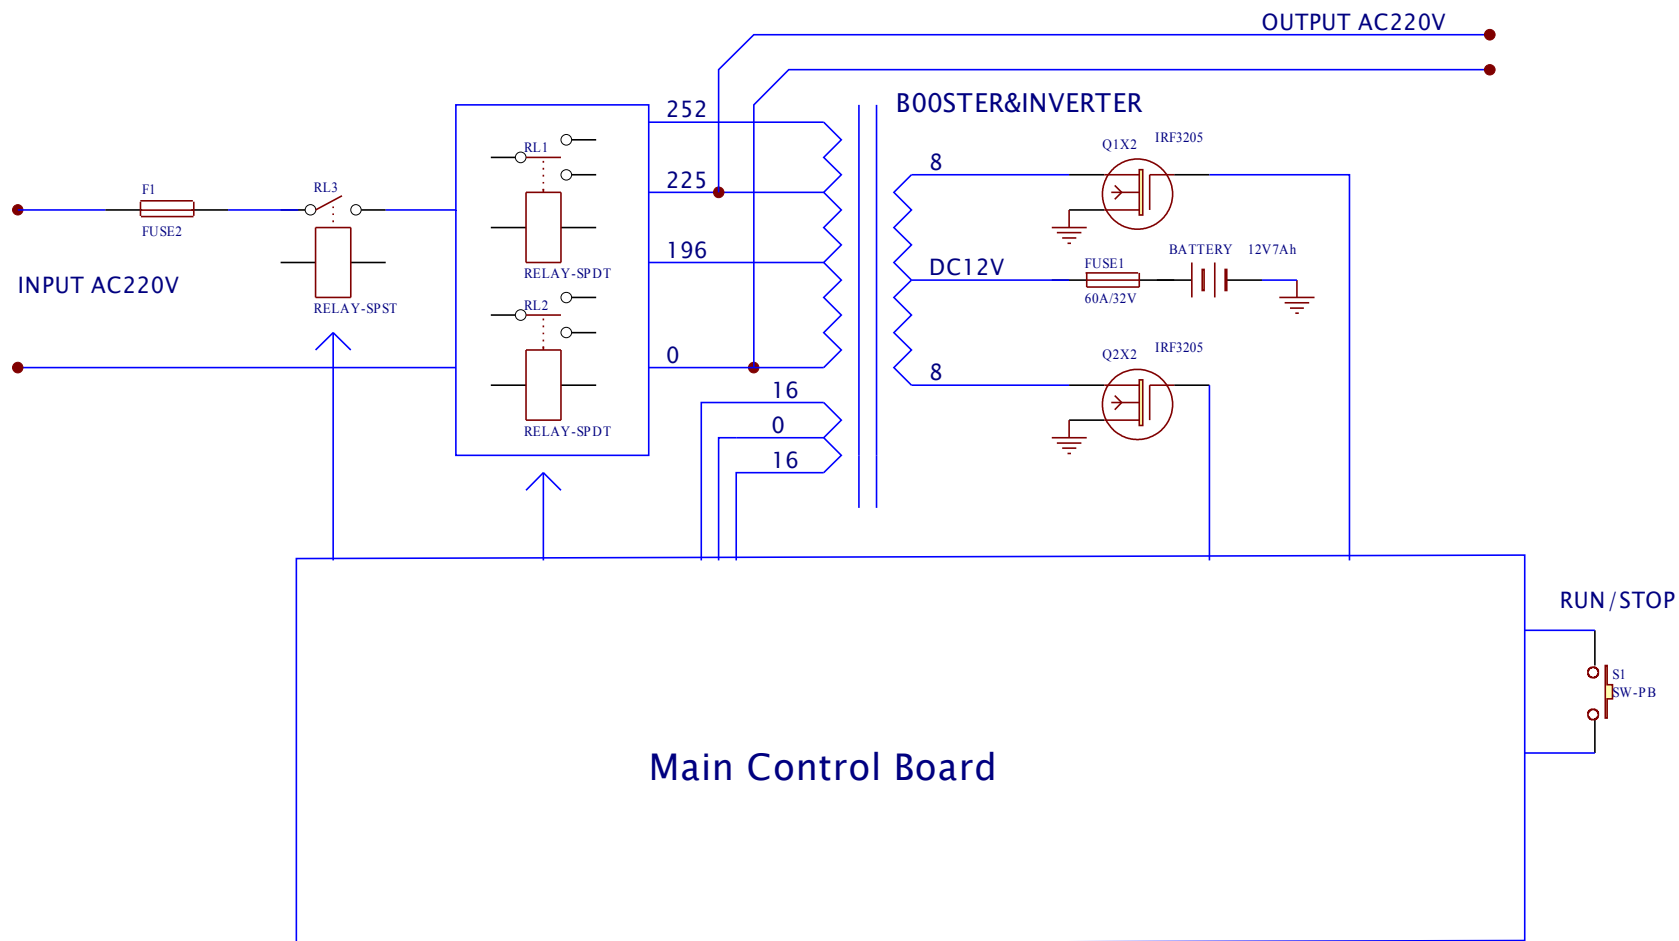 OUTPUT AC220V
B00STER&INVERTER
252
RL1
Q1X2
IRF3205
8
225
F1
RL3
FUSE2
196
DC12V
FUSE1
BATTERY 12V7Ah
INPUT AC220V
RELAY-SPDT
60A/32V
RELAY-SPST
RL2
0
Q2X2
IRF3205
8
16
0
RELAY-SPDT
16
RUN/STOP
S1
SW-PB
Main Control Board